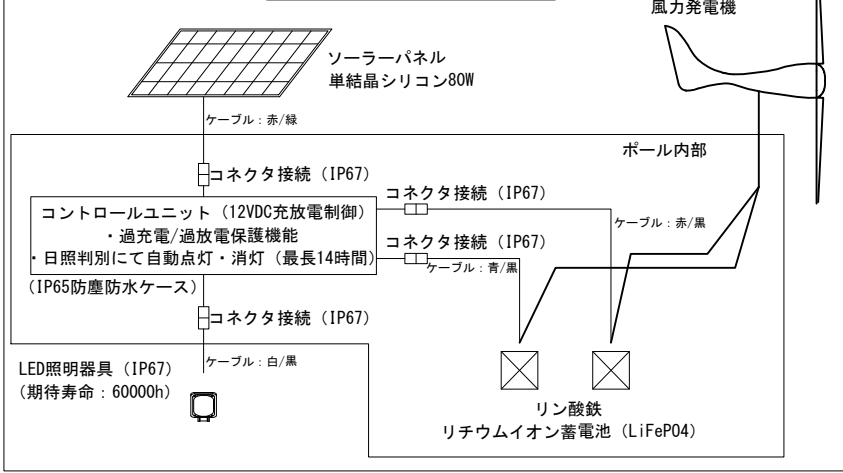 風力発電機
ソーラーパネル
単結晶シリコン80W
ケーブル：赤/緑
ポール内部
コネクタ接続（IP67）
コネクタ接続（IP67）
コントロールユニット（12VDC充放電制御）
・過充電/過放電保護機能
・日照判別にて自動点灯・消灯（最長14時間）
ケーブル：赤/黒
コネクタ接続（IP67）
ケーブル：青/黒
（IP65防塵防水ケース）
コネクタ接続（IP67）
ケーブル：白/黒
LED照明器具（IP67）
（期待寿命：60000h）
リン酸鉄
リチウムイオン蓄電池（LiFePO4）